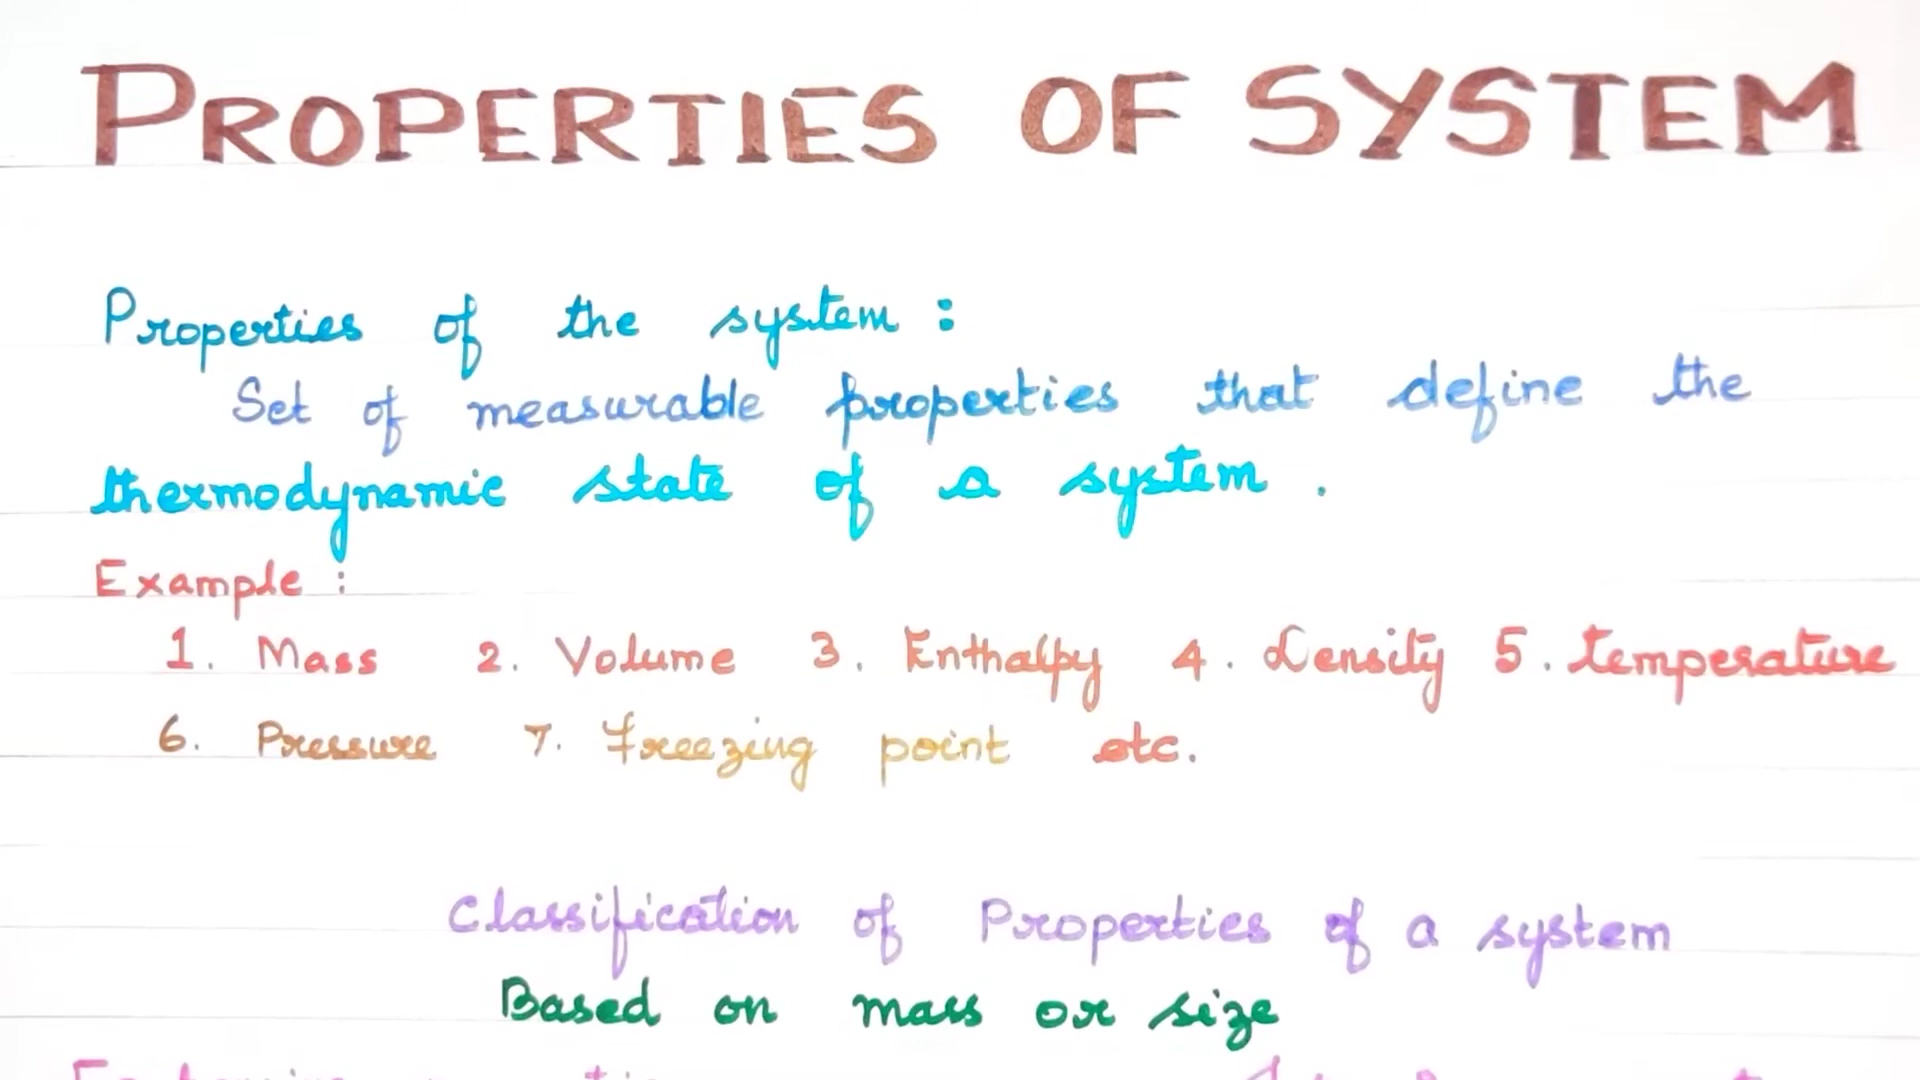 PROPERTIES OF SYSTEM
Properties of the system :
Set of measurable properties that define the
thermodynamic state of a system .
Example :
1. Mass 2. Volume 3. Enthalpy 4. Density 5. temperature
6. Pressure 7. Freezing point etc.
Classification of Properties of a system
Based on mass or size